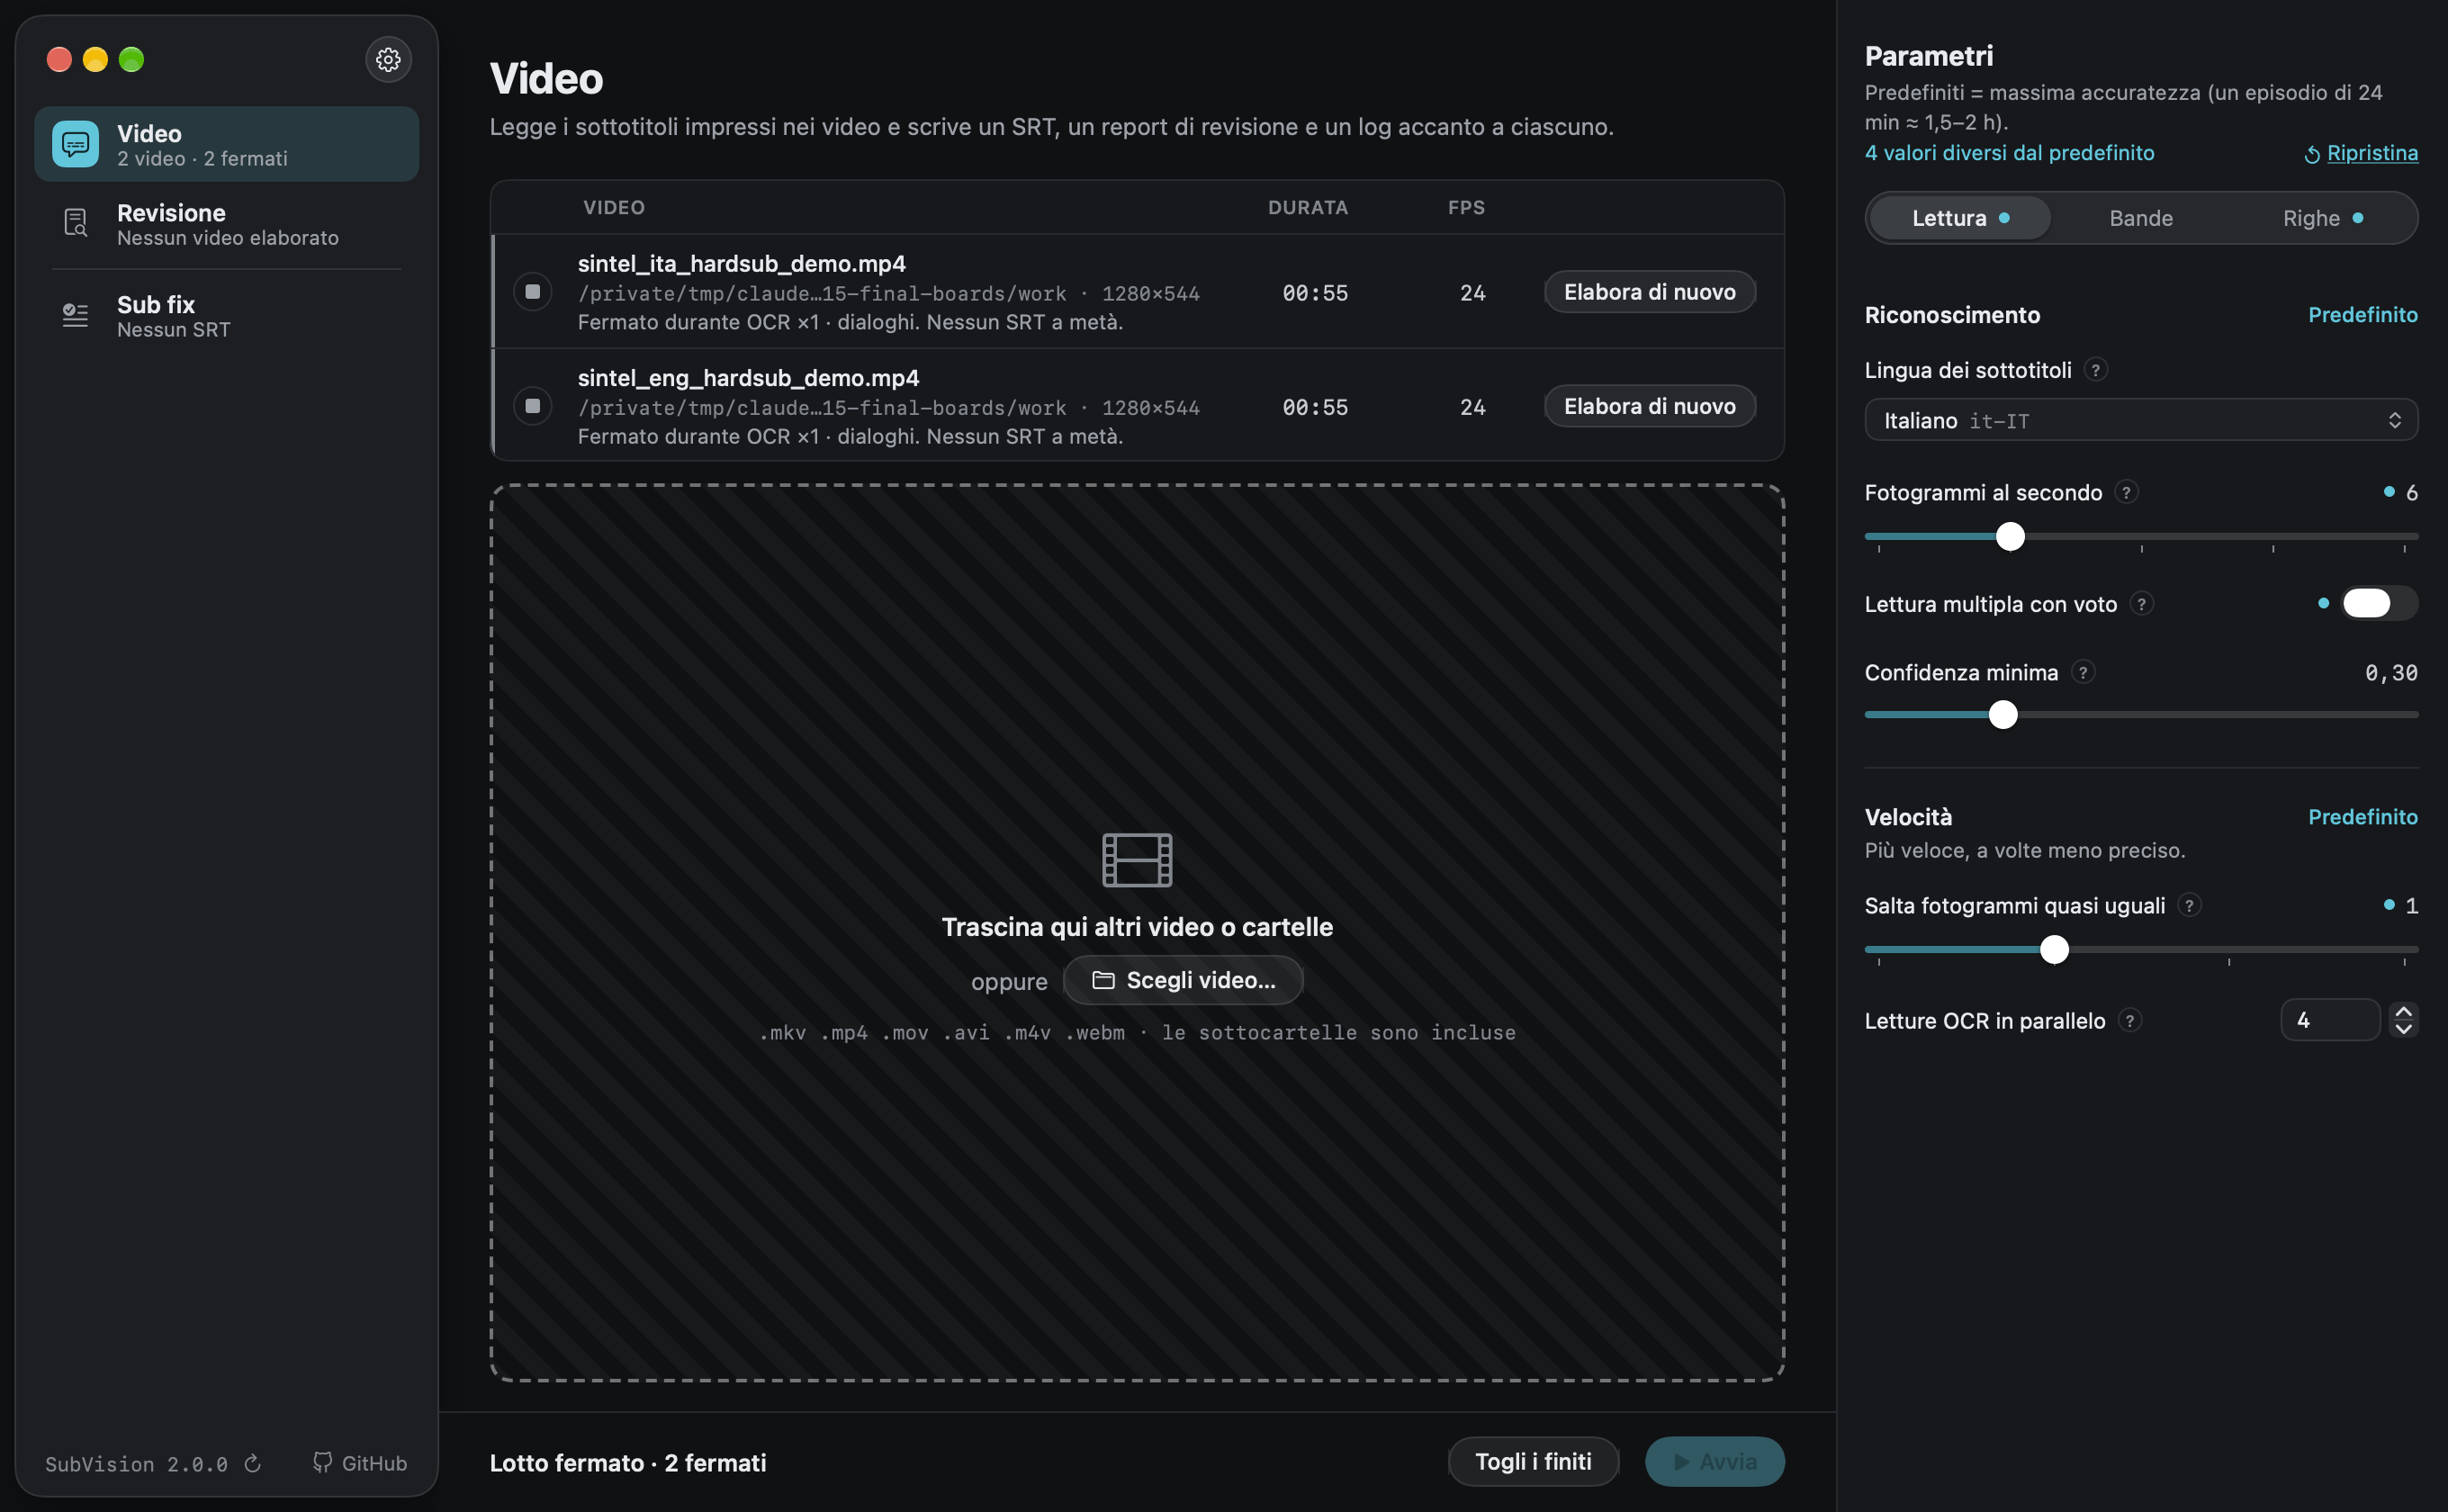 Video
2 video · 2 fermati
Revisione
Nessun video elaborato
Sub fix
Nessun SRT
SubVision 2.0.0
GitHub
Video
Legge i sottotitoli impressi nei video e scrive un SRT, un report di revisione e un log accanto a ciascuno.
VIDEO DURATA FPS
sintel_ita_hardsub_demo.mp4
/private/tmp/claude…15-final-boards/work · 1280×544
Fermato durante OCR ×1 · dialoghi. Nessun SRT a metà.
00:55 24 Elabora di nuovo
sintel_eng_hardsub_demo.mp4
/private/tmp/claude…15-final-boards/work · 1280×544
Fermato durante OCR ×1 · dialoghi. Nessun SRT a metà.
00:55 24 Elabora di nuovo
Trascina qui altri video o cartelle
oppure Scegli video…
.mkv .mp4 .mov .avi .m4v .webm · le sottocartelle sono incluse
Lotto fermato · 2 fermati
Togli i finiti
Avvia
Parametri
Predefiniti = massima accuratezza (un episodio di 24
min ≈ 1,5–2 h).
4 valori diversi dal predefinito Ripristina
Lettura Bande Righe
Riconoscimento Predefinito
Lingua dei sottotitoli ?
Italiano it-IT
Fotogrammi al secondo ? 6
Lettura multipla con voto ?
Confidenza minima ? 0,30
Velocità Predefinito
Più veloce, a volte meno preciso.
Salta fotogrammi quasi uguali ? 1
Letture OCR in parallelo ? 4